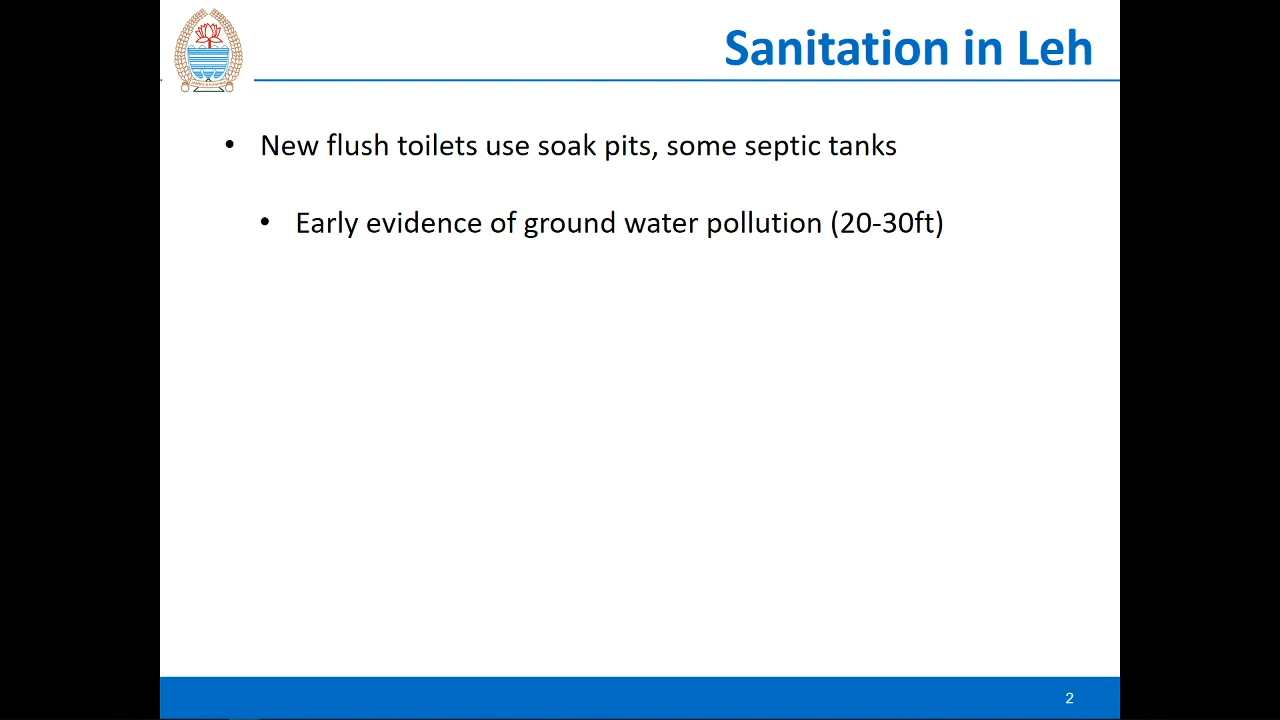 Sanitation in Leh
• New flush toilets use soak pits, some septic tanks
• Early evidence of ground water pollution (20-30ft)
2